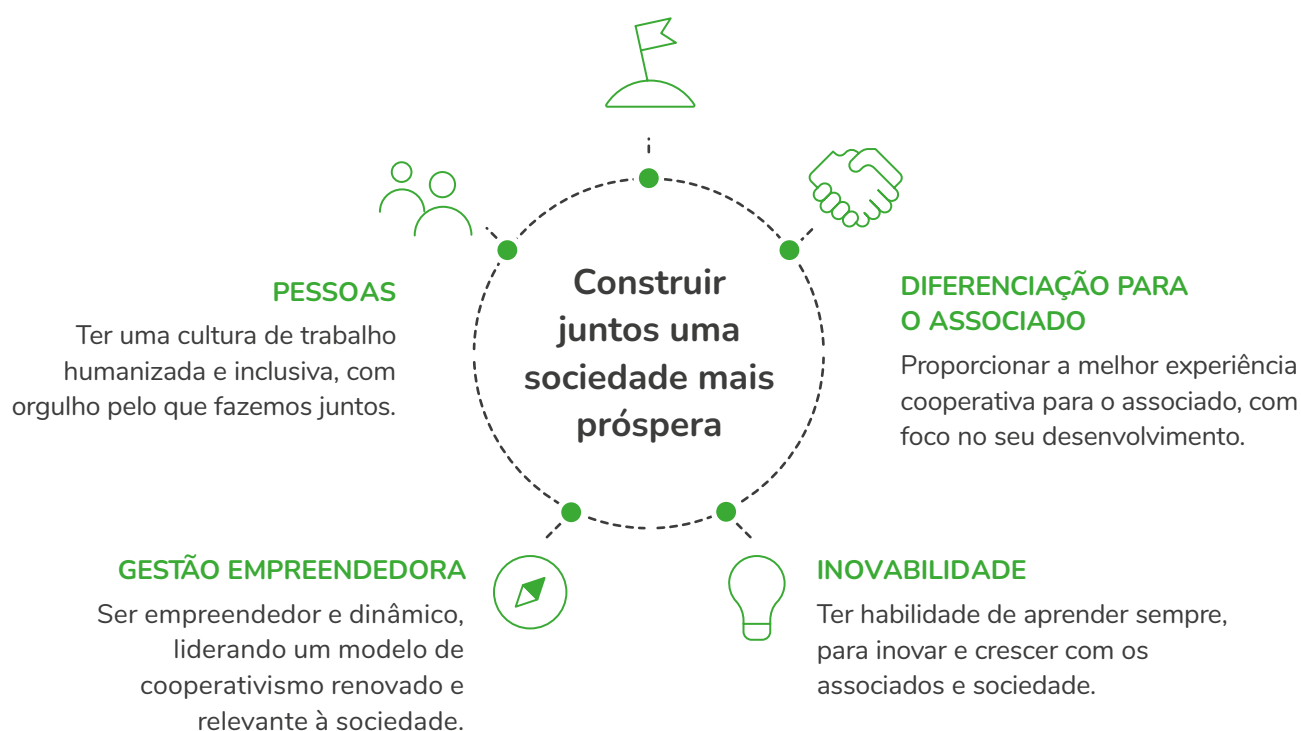 Construir
juntos uma
sociedade mais
próspera
PESSOAS
Ter uma cultura de trabalho
humanizada e inclusiva, com
orgulho pelo que fazemos juntos.
DIFERENCIAÇÃO PARA
O ASSOCIADO
Proporcionar a melhor experiência
cooperativa para o associado, com
foco no seu desenvolvimento.
GESTÃO EMPREENDEDORA
Ser empreendedor e dinâmico,
liderando um modelo de
cooperativismo renovado e
relevante à sociedade.
INOVABILIDADE
Ter habilidade de aprender sempre,
para inovar e crescer com os
associados e sociedade.